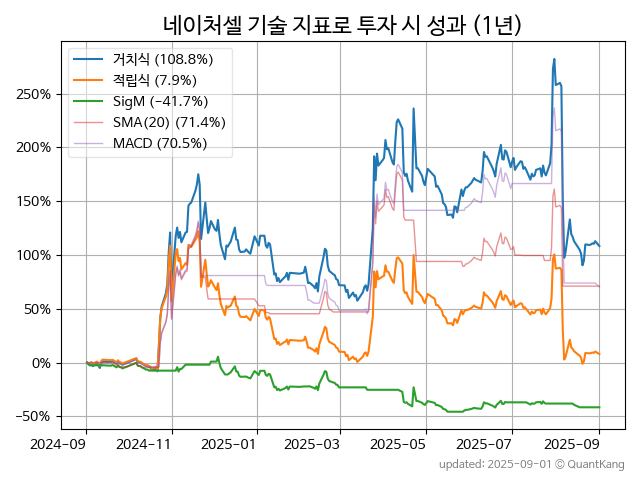 네이처셀 기술 지표로 투자 시 성과 (1년)
거치식 (108.8%)
적립식 (7.9%)
SigM (-41.7%)
SMA(20) (71.4%)
MACD (70.5%)
250%
200%
150%
100%
50%
0%
−50%
2024-09 2024-11 2025-01 2025-03 2025-05 2025-07 2025-09
updated: 2025-09-01 © QuantKang